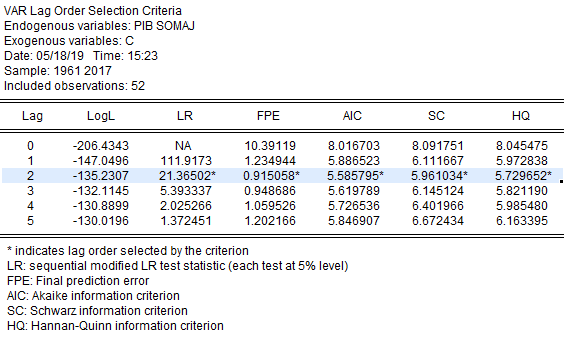 VAR Lag Order Selection Criteria
Endogenous variables: PIB SOMAJ
Exogenous variables: C
Date: 05/18/19 Time: 15:23
Sample: 1961 2017
Included observations: 52
Lag LogL LR FPE AIC SC HQ
0 -206.4343 NA 10.39119 8.016703 8.091751 8.045475
1 -147.0496 111.9173 1.234944 5.886523 6.111667 5.972838
2 -135.2307 21.36502* 0.915058* 5.585795* 5.961034* 5.729652*
3 -132.1145 5.393337 0.948686 5.619789 6.145124 5.821190
4 -130.8899 2.025266 1.059526 5.726536 6.401966 5.985480
5 -130.0196 1.372451 1.202166 5.846907 6.672434 6.163395
* indicates lag order selected by the criterion
LR: sequential modified LR test statistic (each test at 5% level)
FPE: Final prediction error
AIC: Akaike information criterion
SC: Schwarz information criterion
HQ: Hannan-Quinn information criterion